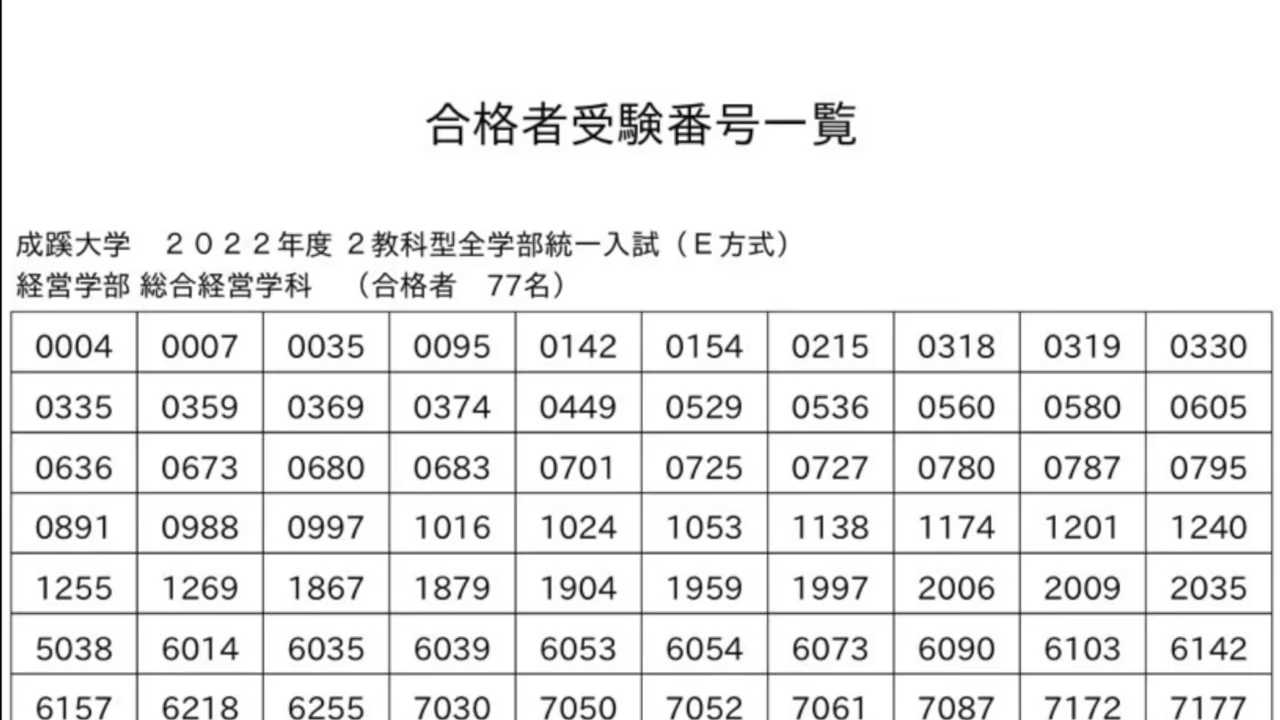 合格者受験番号一覧
成蹊大学　２０２２年度 ２教科型全学部統一入試（Ｅ方式）
経営学部 総合経営学科　（合格者　77名）
0004 0007 0035 0095 0142 0154 0215 0318 0319 0330
0335 0359 0369 0374 0449 0529 0536 0560 0580 0605
0636 0673 0680 0683 0701 0725 0727 0780 0787 0795
0891 0988 0997 1016 1024 1053 1138 1174 1201 1240
1255 1269 1867 1879 1904 1959 1997 2006 2009 2035
5038 6014 6035 6039 6053 6054 6073 6090 6103 6142
6157 6218 6255 7030 7050 7052 7061 7087 7172 7177